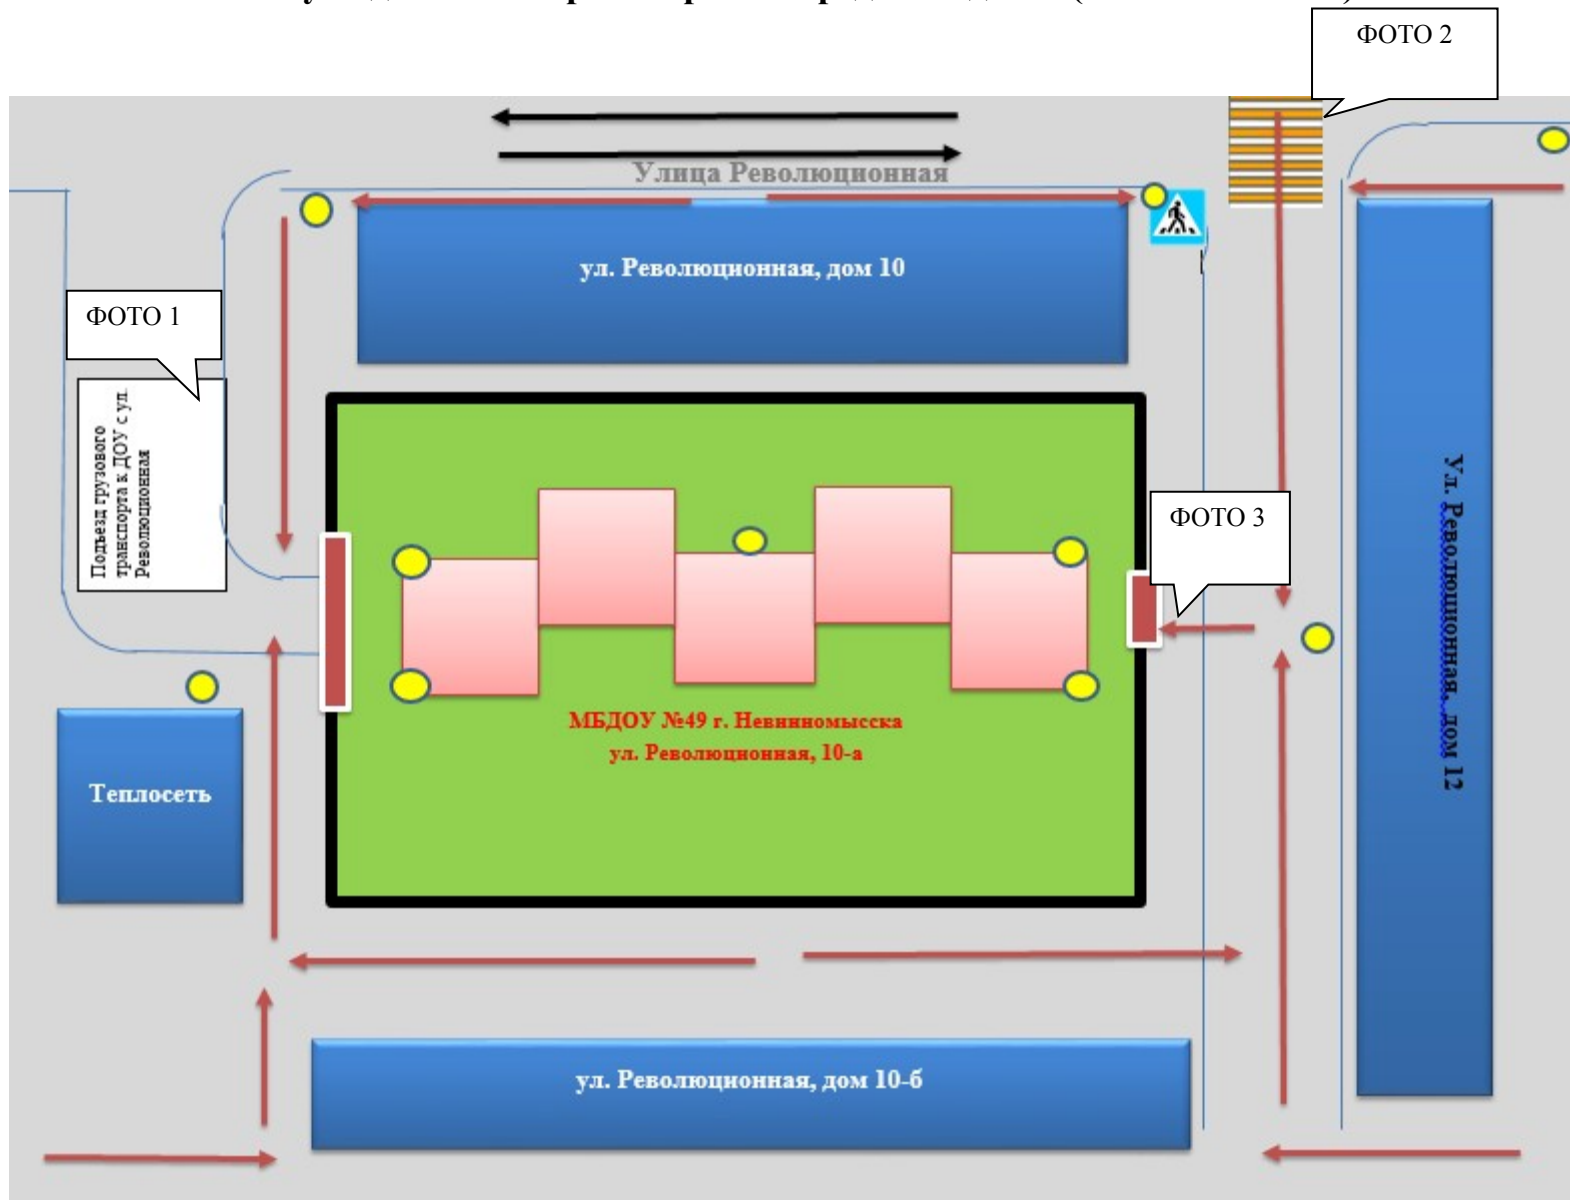 ФОТО 2
Улица Революционная
ул. Революционная, дом 10
ФОТО 1
Подъезд грузового
транспорта к ДОУ с ул.
Революционная
ФОТО 3
Ул. Революционная, дом 12
МБДОУ №49 г. Невинномысска
ул. Революционная, 10-а
Теплосеть
ул. Революционная, дом 10-б